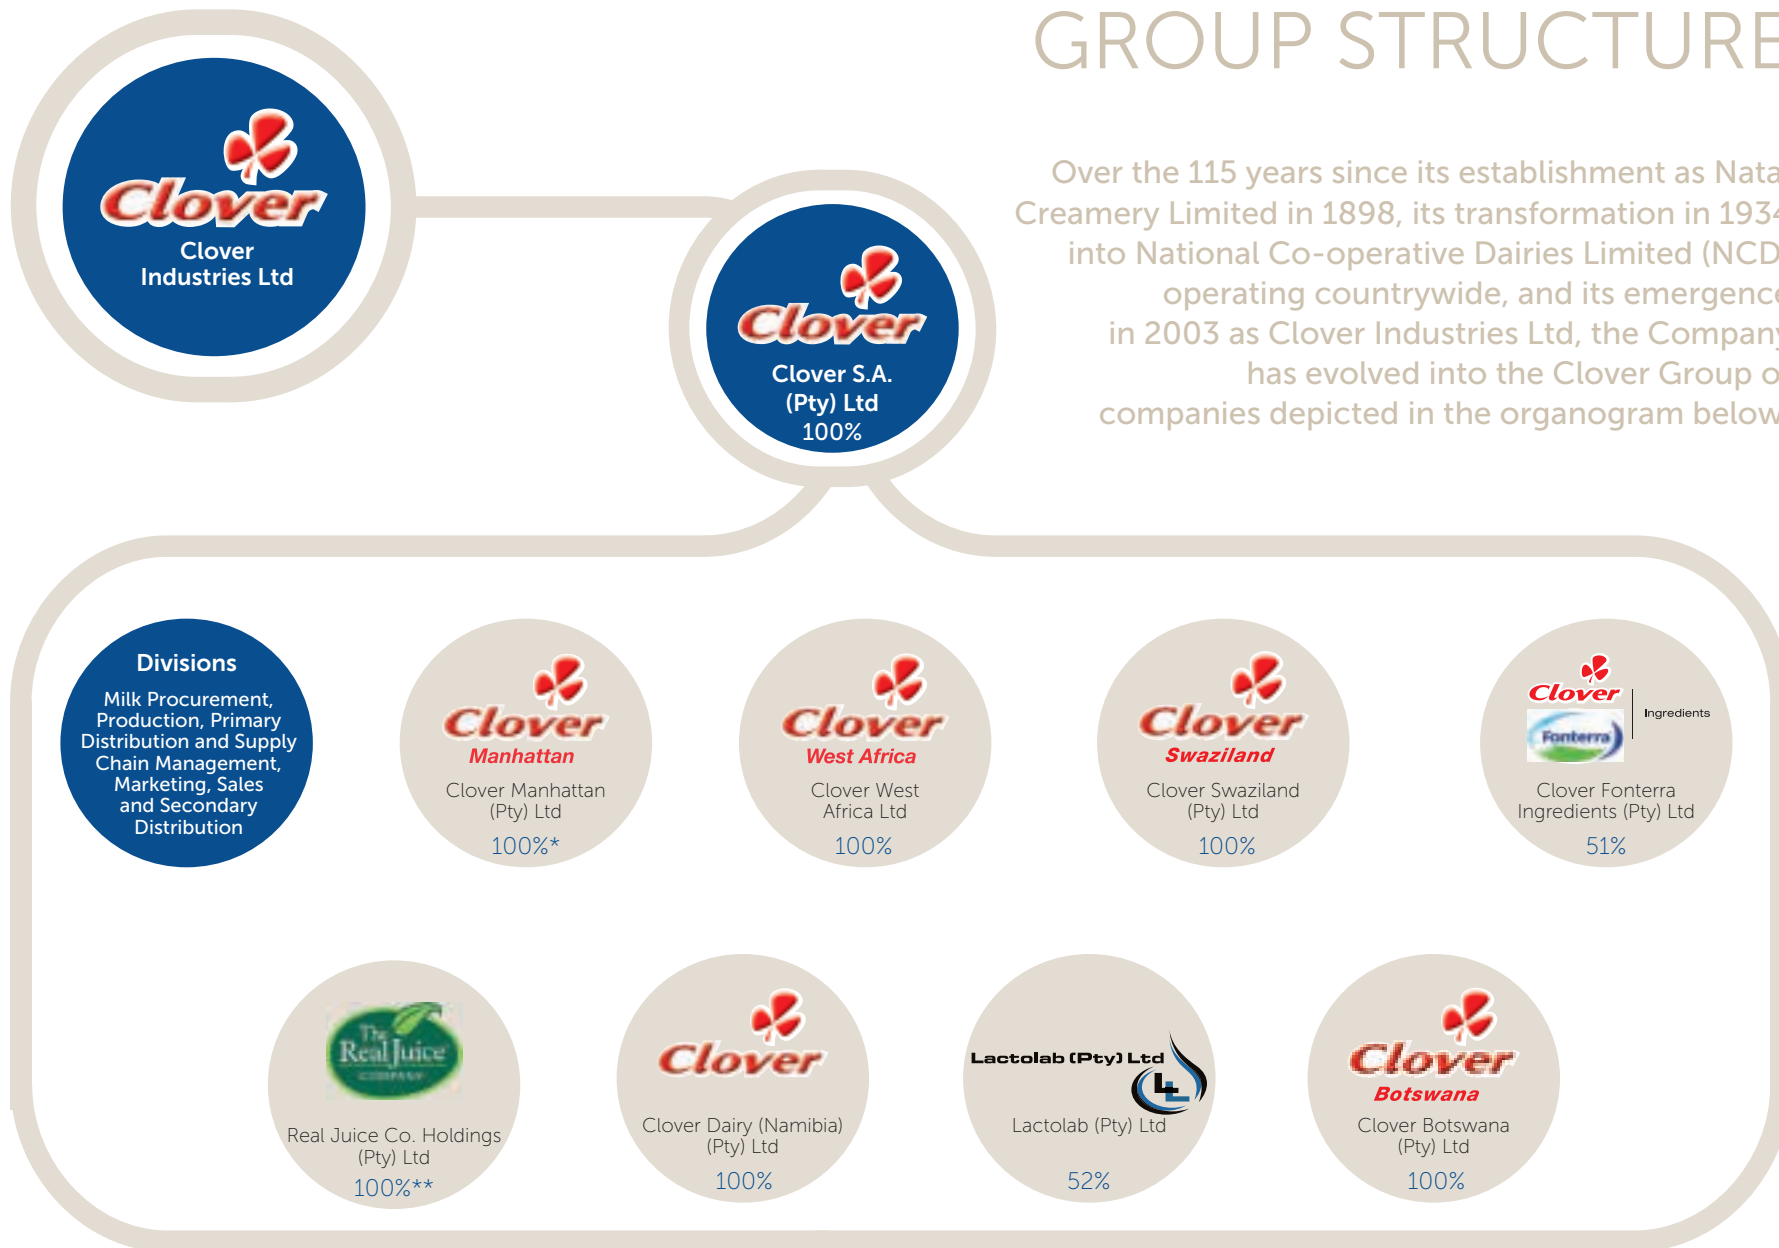 GROUP STRUCTURE
Over the 115 years since its establishment as Nata
Creamery Limited in 1898, its transformation in 1934
into National Co-operative Dairies Limited (NCD
operating countrywide, and its emergence
in 2003 as Clover Industries Ltd, the Company
has evolved into the Clover Group o
companies depicted in the organogram below
Clover
Clover
Industries Ltd
Clover
Clover S.A.
(Pty) Ltd
100%
Divisions
Milk Procurement,
Production, Primary
Distribution and Supply
Chain Management,
Marketing, Sales
and Secondary
Distribution
Clover
Manhattan
Clover Manhattan
(Pty) Ltd
100%*
Clover
West Africa
Clover West
Africa Ltd
100%
Clover
Swaziland
Clover Swaziland
(Pty) Ltd
100%
Clover
Fonterra
Ingredients
Clover Fonterra
Ingredients (Pty) Ltd
51%
The
Real Juice
COMPANY
Real Juice Co. Holdings
(Pty) Ltd
100%**
Clover
Clover Dairy (Namibia)
(Pty) Ltd
100%
Lactolab (Pty) Ltd
LL
Lactolab (Pty) Ltd
52%
Clover
Botswana
Clover Botswana
(Pty) Ltd
100%